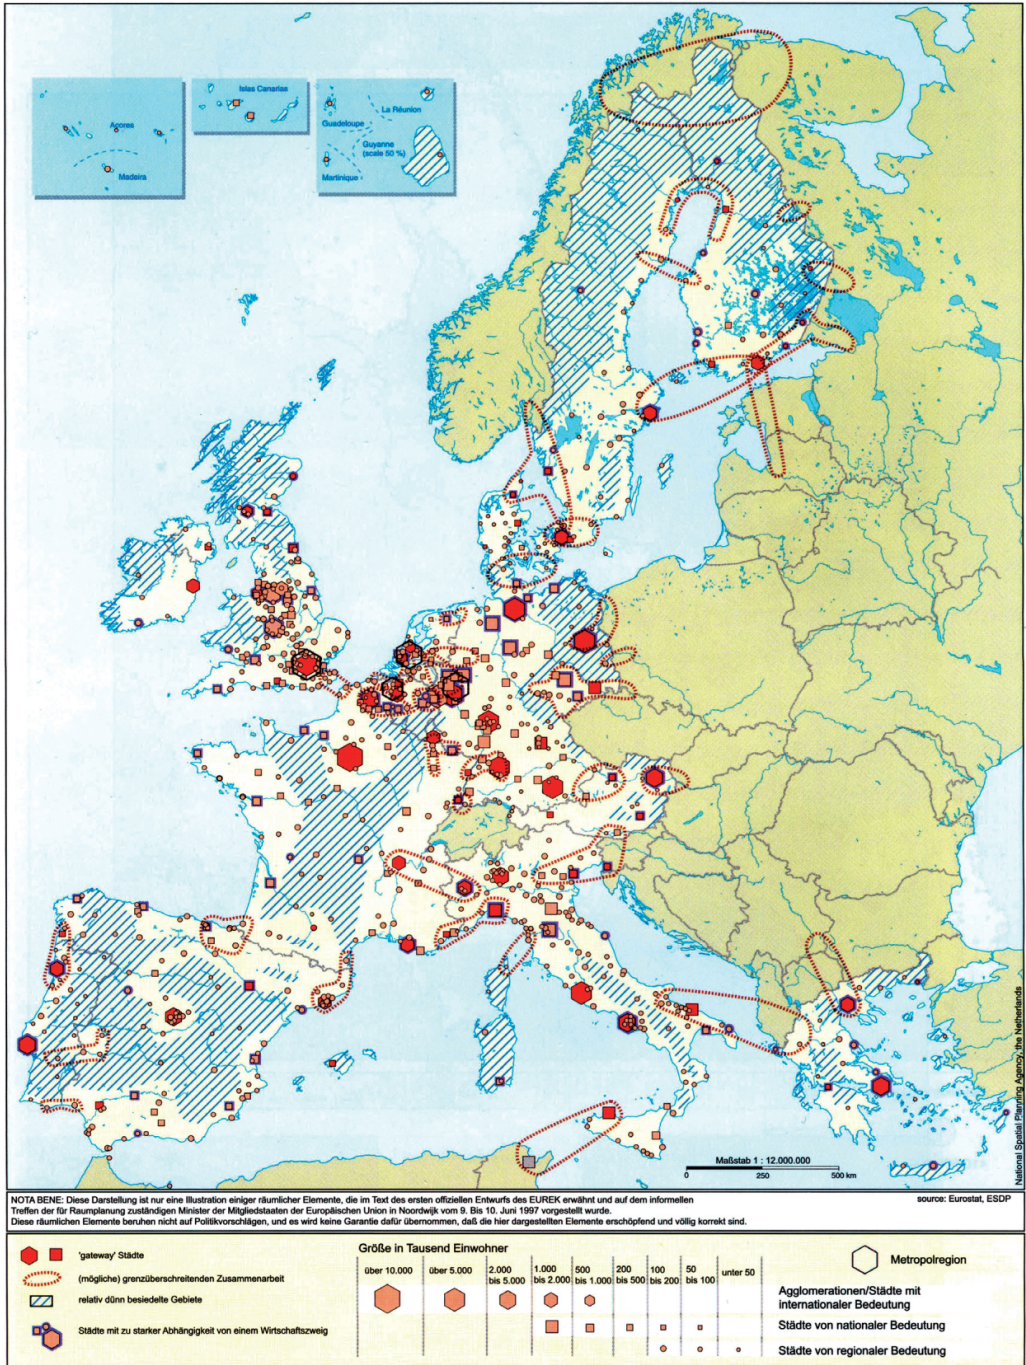 Islas Canarias
Açores
Madeira
La Réunion
Guadeloupe
Guyanne
(scale 50 %)
Martinique
National Spatial Planning Agency, the Netherlands
Maßstab 1 : 12.000.000
0 250 500 km
NOTA BENE: Diese Darstellung ist nur eine Illustration einiger räumlicher Elemente, die im Text des ersten offiziellen Entwurfs des EUREK erwähnt und auf dem informellen
source: Eurostat, ESDP
Treffen der für Raumplanung zuständigen Minister der Mitgliedstaaten der Europäischen Union in Noordwijk vom 9. Bis 10. Juni 1997 vorgestellt wurde.
Diese räumlichen Elemente beruhen nicht auf Politikvorschlägen, und es wird keine Garantie dafür übernommen, daß die hier dargestellten Elemente erschöpfend und völlig korrekt sind.
'gateway' Städte
(mögliche) grenzüberschreitenden Zusammenarbeit
relativ dünn besiedelte Gebiete
Städte mit zu starker Abhängigkeit von einem Wirtschaftszweig
Größe in Tausend Einwohner
über 10.000
über 5.000
2.000
bis 5.000
1.000
bis 2.000
500
bis 1.000
200
bis 500
100
bis 200
50
bis 100
unter 50
Metropolregion
Agglomerationen/Städte mit
internationaler Bedeutung
Städte von nationaler Bedeutung
Städte von regionaler Bedeutung